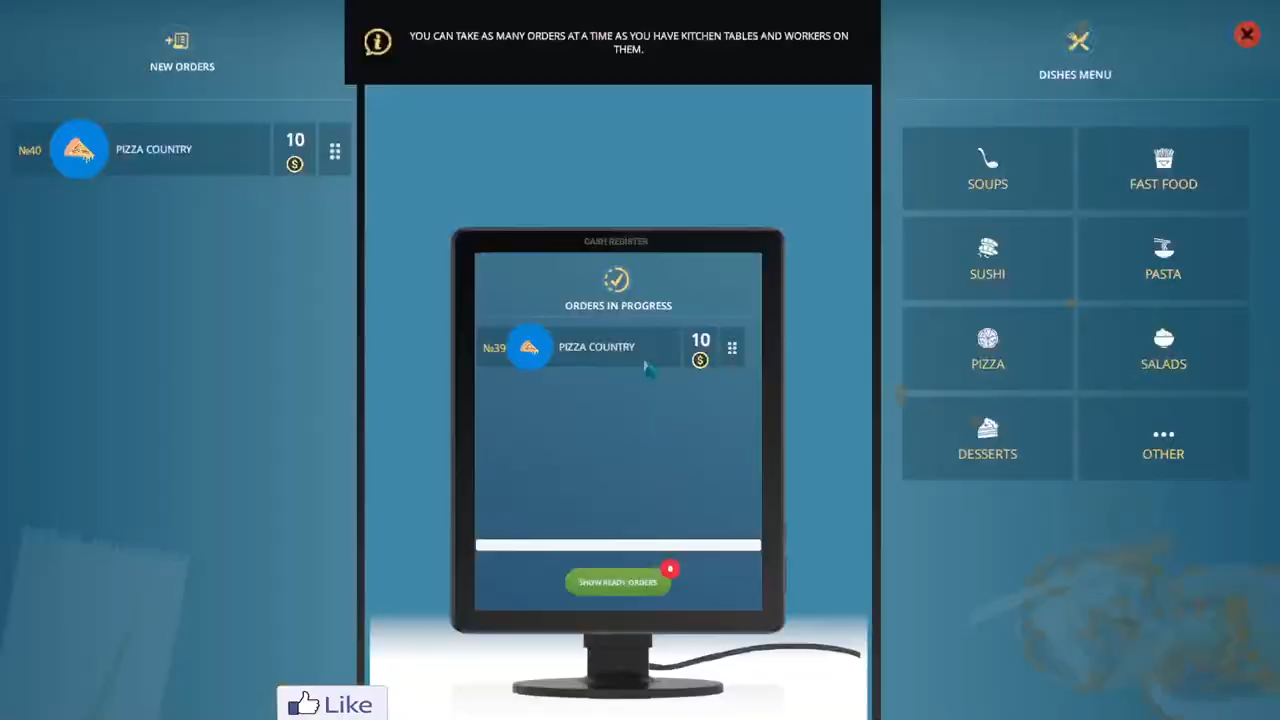 NEW ORDERS
№40
PIZZA COUNTRY
10
YOU CAN TAKE AS MANY ORDERS AT A TIME AS YOU HAVE KITCHEN TABLES AND WORKERS ON
THEM.
CASH REGISTER
ORDERS IN PROGRESS
№39
PIZZA COUNTRY
10
SHOW READY ORDERS
Like
DISHES MENU
SOUPS
FAST FOOD
SUSHI
PASTA
PIZZA
SALADS
DESSERTS
OTHER